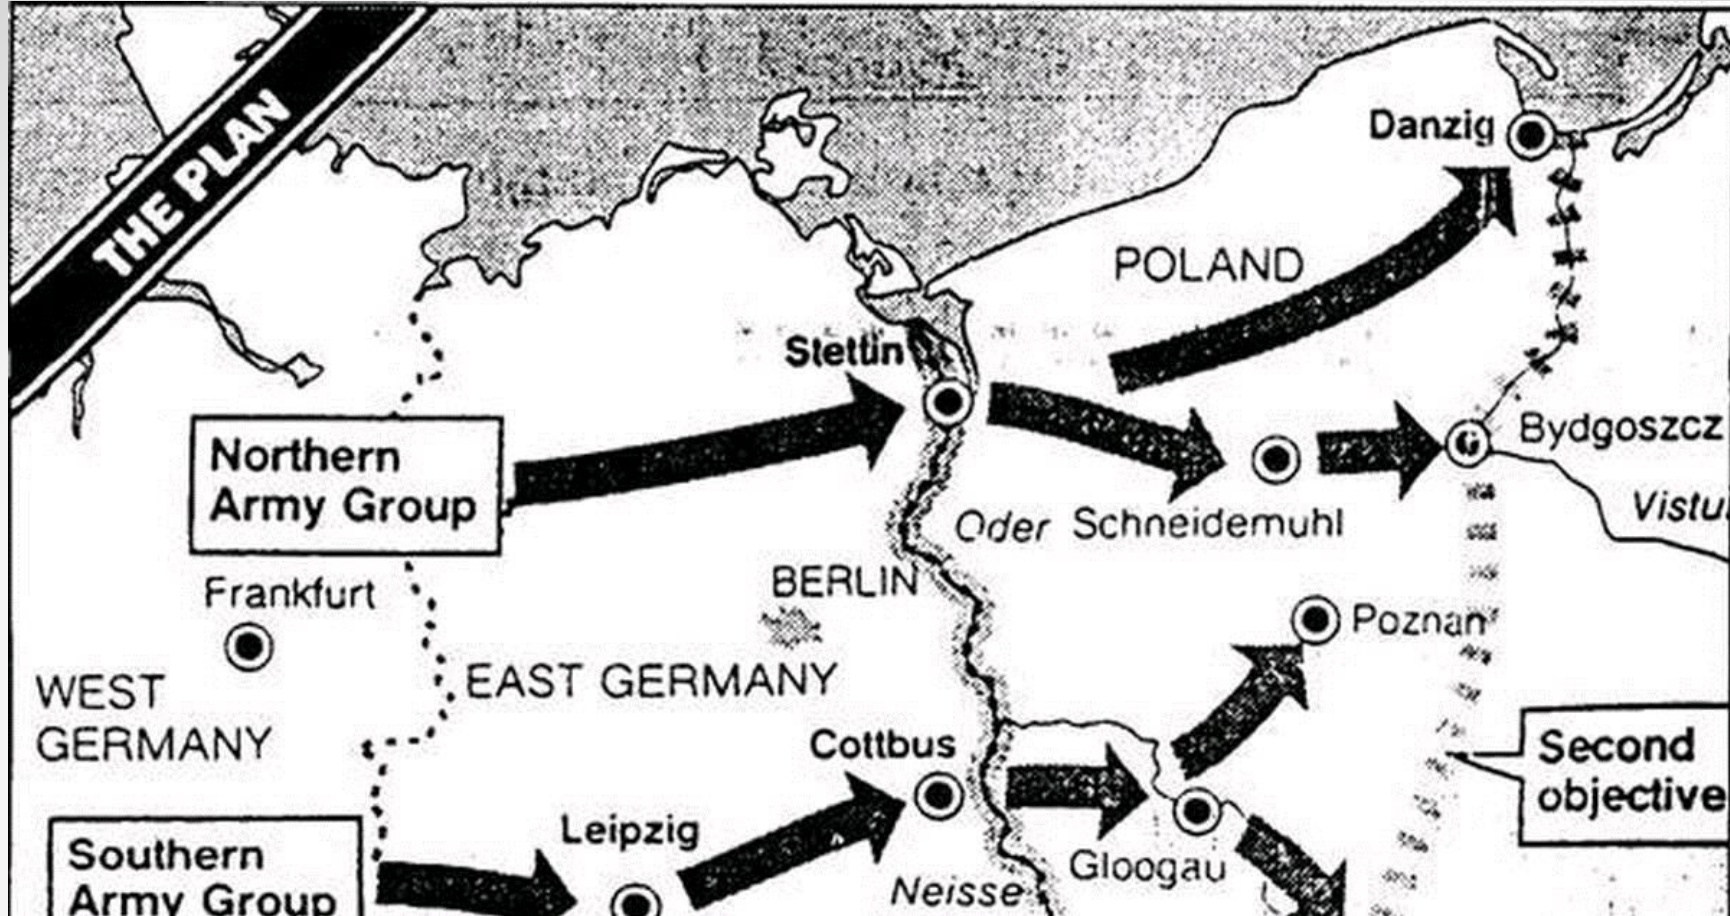 THE PLAN
Danzig
POLAND
Stettin
Northern
Army Group
Bydgoszcz
Oder
Schneidemuhl
Frankfurt
BERLIN
Poznan
WEST
GERMANY
EAST GERMANY
Cottbus
Second
objective
Leipzig
Gloogau
Southern
Army Group
Neisse